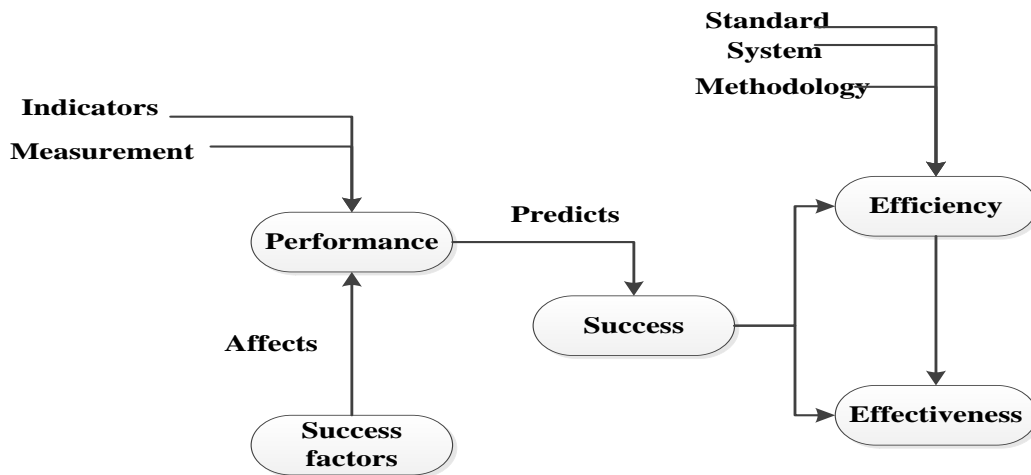 Standard
System
Methodology
Indicators
Measurement
Efficiency
Predicts
Performance
Success
Affects
Effectiveness
Success
factors